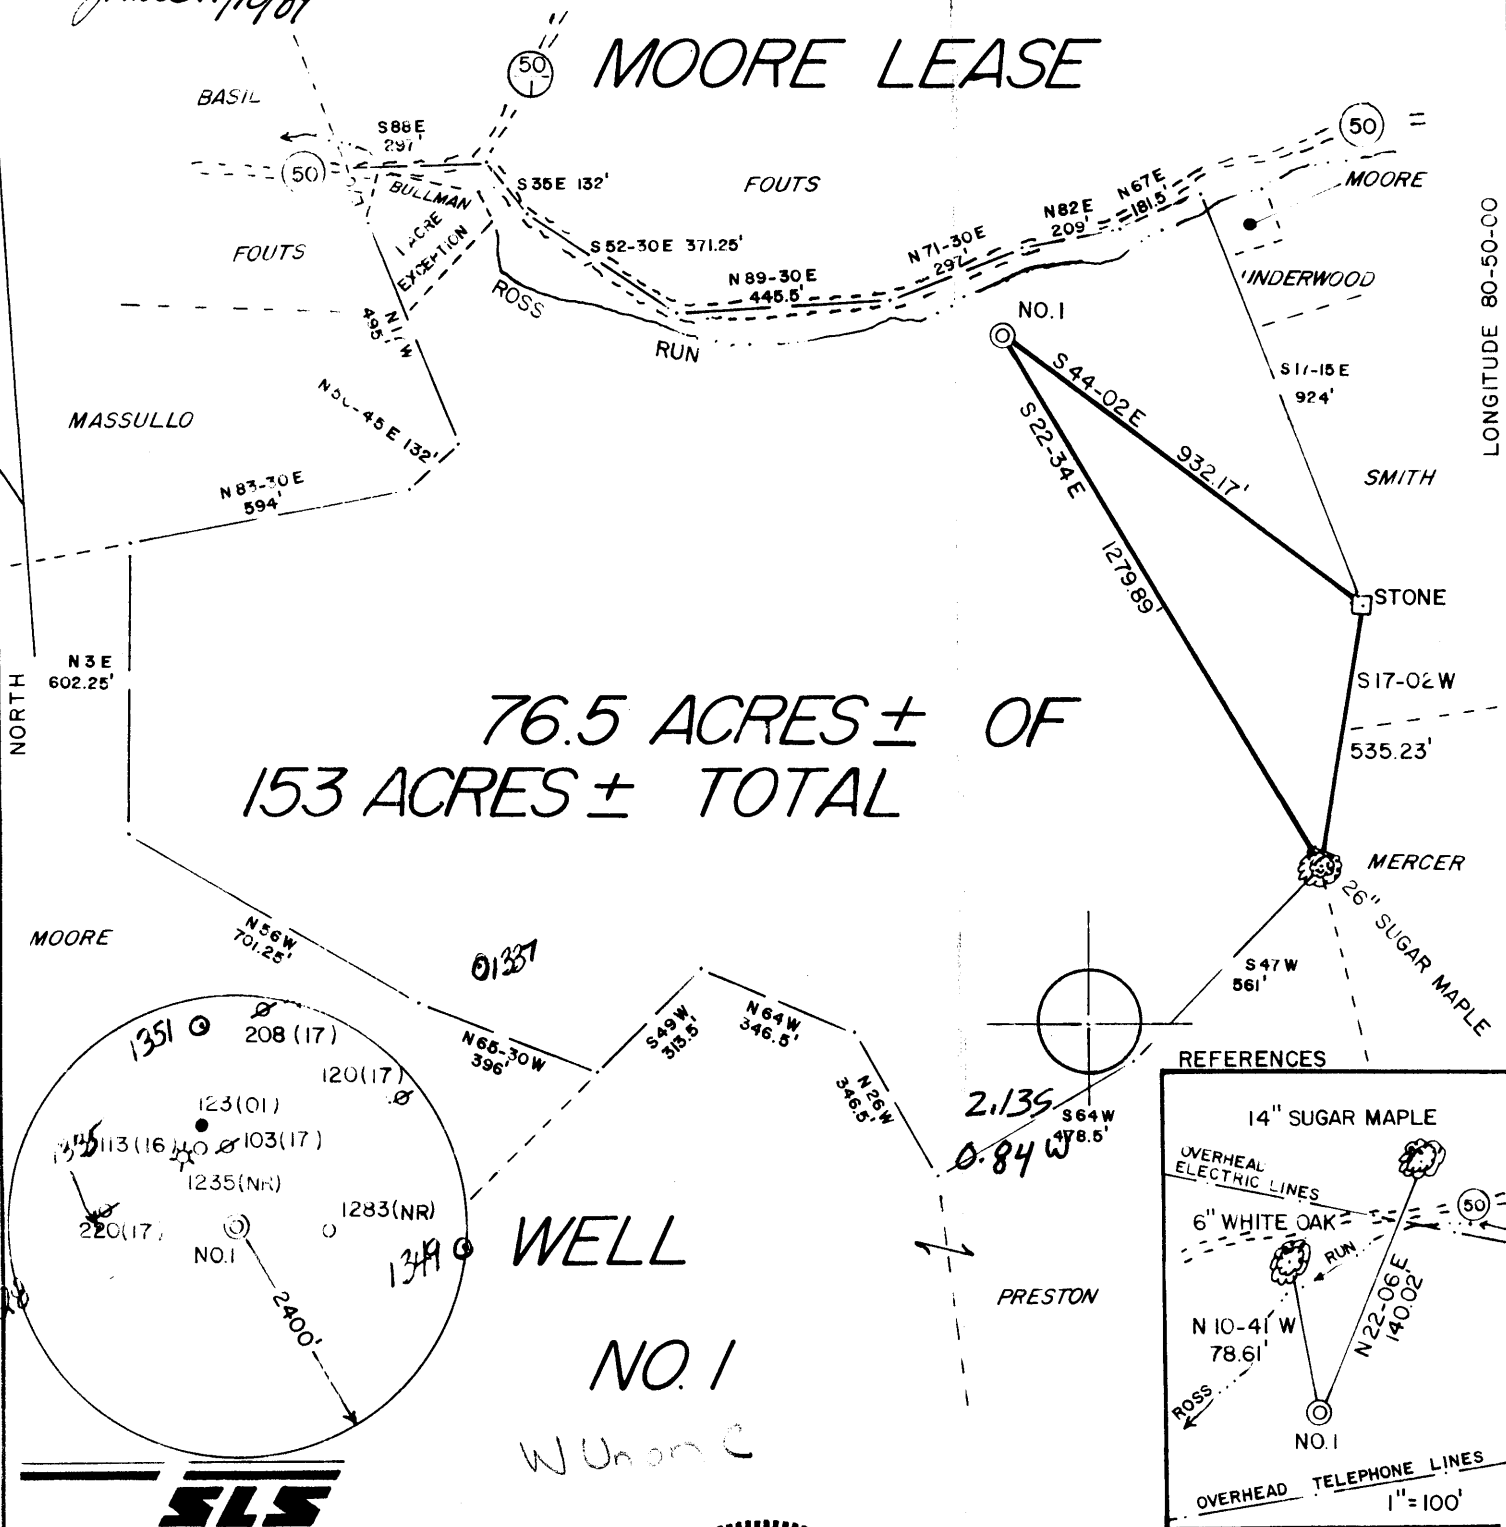 50
MOORE LEASE
BASIL
S88E
297'
50
50
BULLMAN
1 ACRE
EXCEPTION
S35E 132'
FOUTS
N67E
181.5'
N82E
209'
MOORE
FOUTS
S52-30E 371.25'
N71-30E
297'
N89-30E
445.5'
UNDERWOOD
ROSS
RUN
495'
NO.1
LONGITUDE 80-50-00
S17-15E
924'
MASSULLO
45E 132'
S44-02E
932.17'
S22-34E
1279.89'
SMITH
N83-30E
594'
STONE
N3E
602.25'
NORTH
S17-02W
535.23'
76.5 ACRES± OF
153 ACRES± TOTAL
MERCER
26" SUGAR MAPLE
MOORE
N56W
701.25'
01337
S47W
561'
1351
208(17)
N65-30W
396'
S49W
313.5'
N64W
346.5'
N26W
346.5'
120(17)
123(01)
113(16)
103(17)
1235(NR)
220(17)
NO.1
1283(NR)
1349
2400'
2.13S
S64W
478.5'
0.84W
WELL
NO.1
PRESTON
REFERENCES
14" SUGAR MAPLE
OVERHEAD
ELECTRIC LINES
6" WHITE OAK
50
RUN
N10-41W
78.61'
N22-06E
140.02'
ROSS
NO.1
OVERHEAD TELEPHONE LINES
1"=100'
SLS